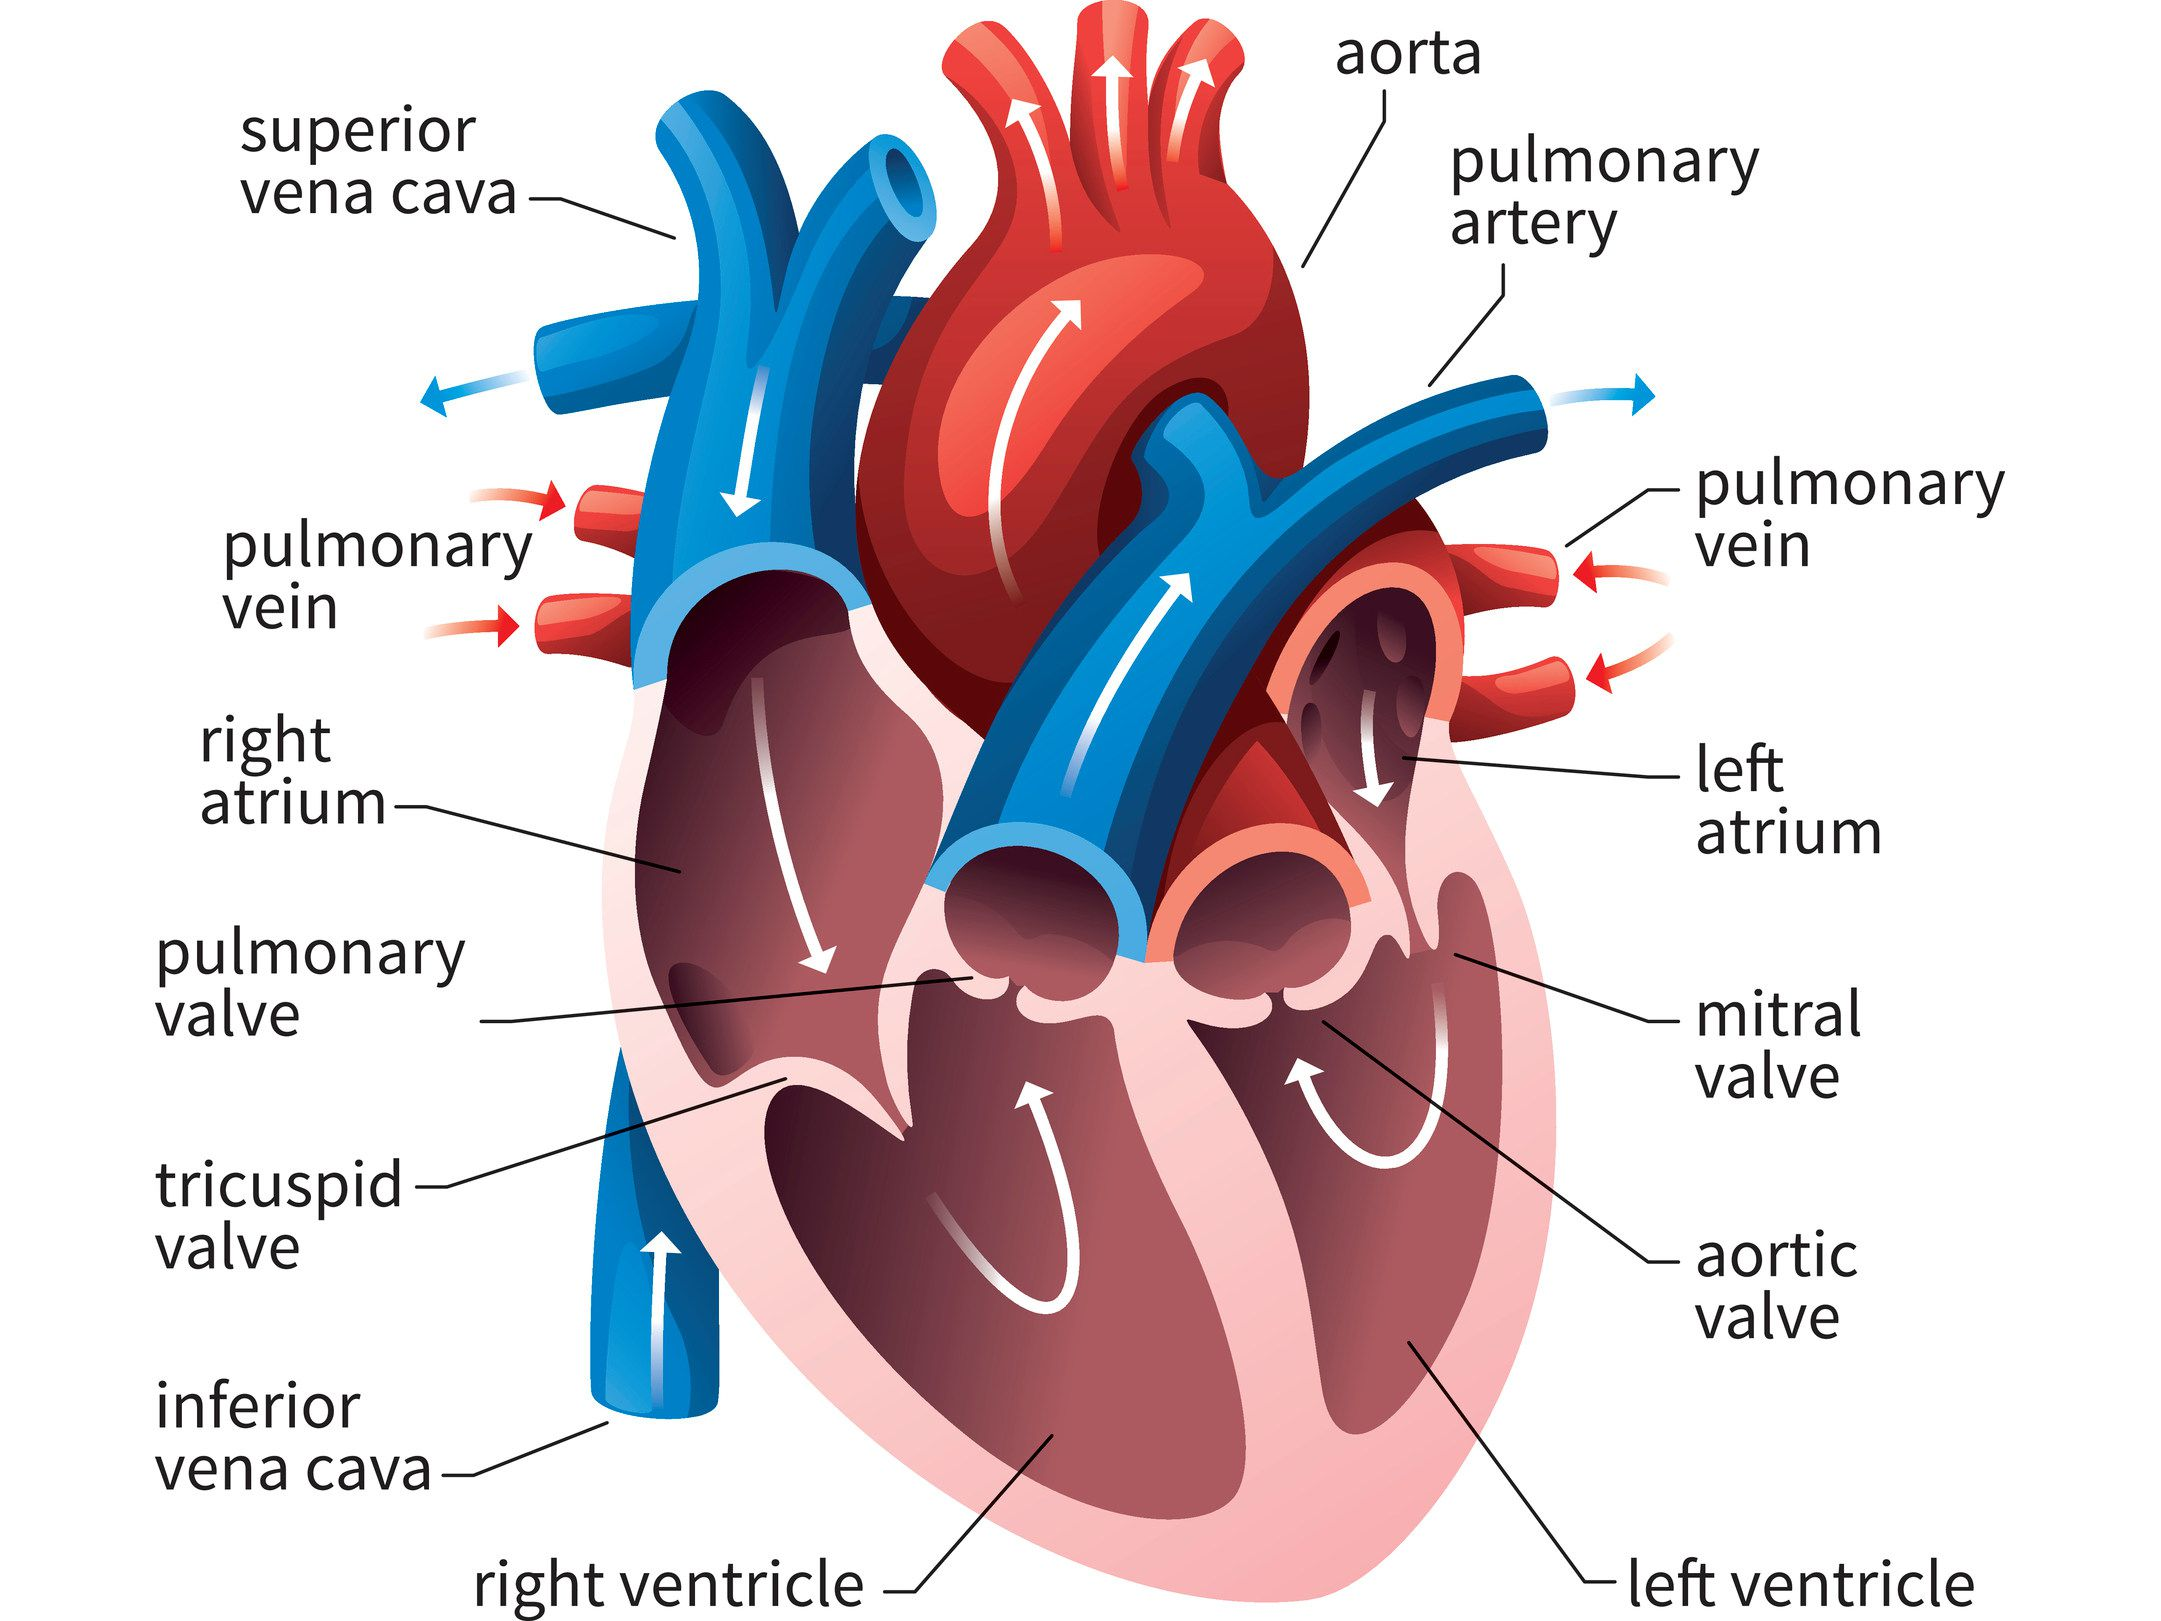 aorta
superior
vena cava
pulmonary
artery
pulmonary
vein
pulmonary
vein
right
atrium
left
atrium
pulmonary
valve
mitral
valve
tricuspid
valve
aortic
valve
inferior
vena cava
right ventricle
left ventricle